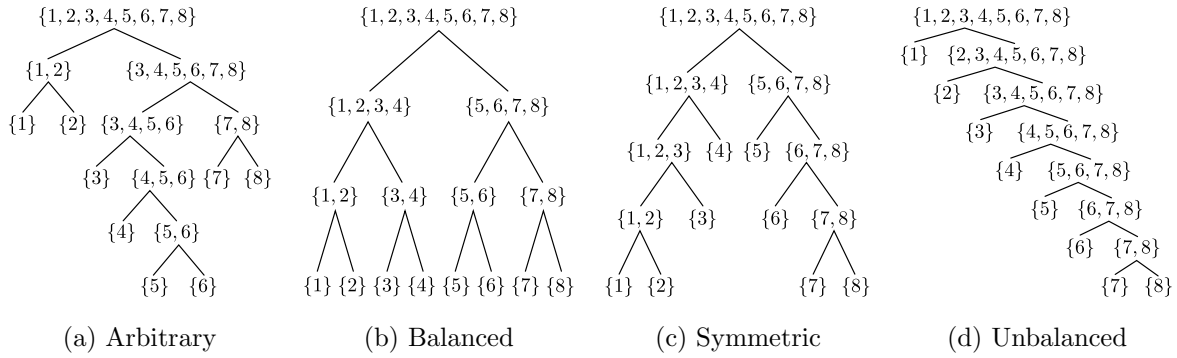 {1, 2, 3, 4, 5, 6, 7, 8}
{1, 2} {3, 4, 5, 6, 7, 8}
{1} {2} {3, 4, 5, 6} {7, 8}
{3} {4, 5, 6} {7} {8}
{4} {5, 6}
{5} {6}
(a) Arbitrary
{1, 2, 3, 4, 5, 6, 7, 8}
{1, 2, 3, 4} {5, 6, 7, 8}
{1, 2} {3, 4} {5, 6} {7, 8}
{1} {2} {3} {4} {5} {6} {7} {8}
(b) Balanced
{1, 2, 3, 4, 5, 6, 7, 8}
{1, 2, 3, 4} {5, 6, 7, 8}
{1, 2, 3} {4} {5} {6, 7, 8}
{1, 2} {3} {6} {7, 8}
{1} {2} {7} {8}
(c) Symmetric
{1, 2, 3, 4, 5, 6, 7, 8}
{1} {2, 3, 4, 5, 6, 7, 8}
{2} {3, 4, 5, 6, 7, 8}
{3} {4, 5, 6, 7, 8}
{4} {5, 6, 7, 8}
{5} {6, 7, 8}
{6} {7, 8}
{7} {8}
(d) Unbalanced